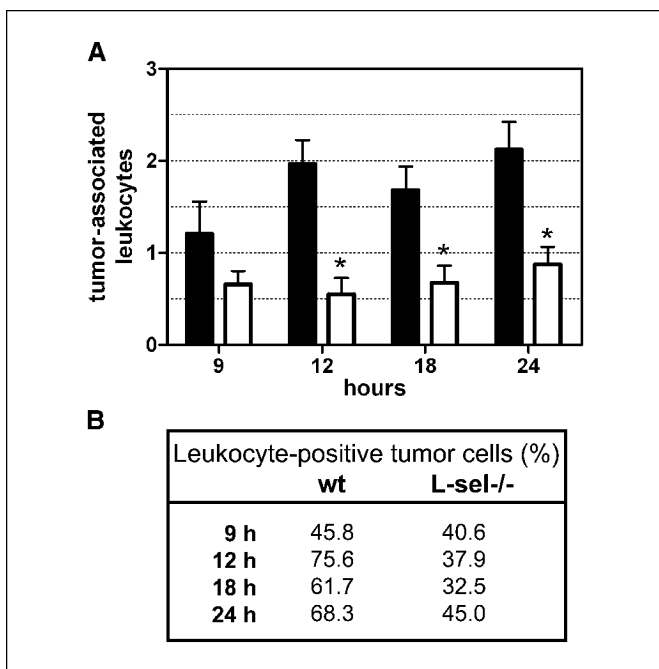 A
3
2
1
0
tumor-associated
leukocytes
*
*
*
9
12
18
24
hours
B
Leukocyte-positive tumor cells (%)
wt L-sel-/-
9 h 45.8 40.6
12 h 75.6 37.9
18 h 61.7 32.5
24 h 68.3 45.0